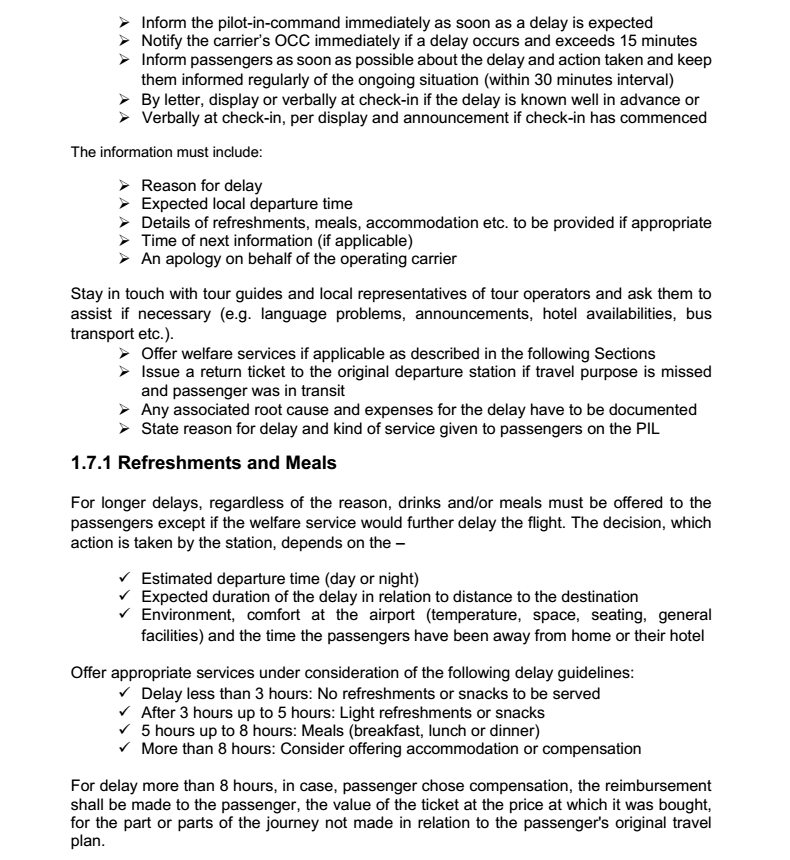 ➢ Inform the pilot-in-command immediately as soon as a delay is expected
➢ Notify the carrier's OCC immediately if a delay occurs and exceeds 15 minutes
➢ Inform passengers as soon as possible about the delay and action taken and keep
them informed regularly of the ongoing situation (within 30 minutes interval)
➢ By letter, display or verbally at check-in if the delay is known well in advance or
➢ Verbally at check-in, per display and announcement if check-in has commenced
The information must include:
➢ Reason for delay
➢ Expected local departure time
➢ Details of refreshments, meals, accommodation etc. to be provided if appropriate
➢ Time of next information (if applicable)
➢ An apology on behalf of the operating carrier
Stay in touch with tour guides and local representatives of tour operators and ask them to
assist if necessary (e.g. language problems, announcements, hotel availabilities, bus
transport etc.).
➢ Offer welfare services if applicable as described in the following Sections
➢ Issue a return ticket to the original departure station if travel purpose is missed
and passenger was in transit
➢ Any associated root cause and expenses for the delay have to be documented
➢ State reason for delay and kind of service given to passengers on the PIL
1.7.1 Refreshments and Meals
For longer delays, regardless of the reason, drinks and/or meals must be offered to the
passengers except if the welfare service would further delay the flight. The decision, which
action is taken by the station, depends on the –
✓ Estimated departure time (day or night)
✓ Expected duration of the delay in relation to distance to the destination
✓ Environment, comfort at the airport (temperature, space, seating, general
facilities) and the time the passengers have been away from home or their hotel
Offer appropriate services under consideration of the following delay guidelines:
✓ Delay less than 3 hours: No refreshments or snacks to be served
✓ After 3 hours up to 5 hours: Light refreshments or snacks
✓ 5 hours up to 8 hours: Meals (breakfast, lunch or dinner)
✓ More than 8 hours: Consider offering accommodation or compensation
For delay more than 8 hours, in case, passenger chose compensation, the reimbursement
shall be made to the passenger, the value of the ticket at the price at which it was bought,
for the part or parts of the journey not made in relation to the passenger's original travel
plan.